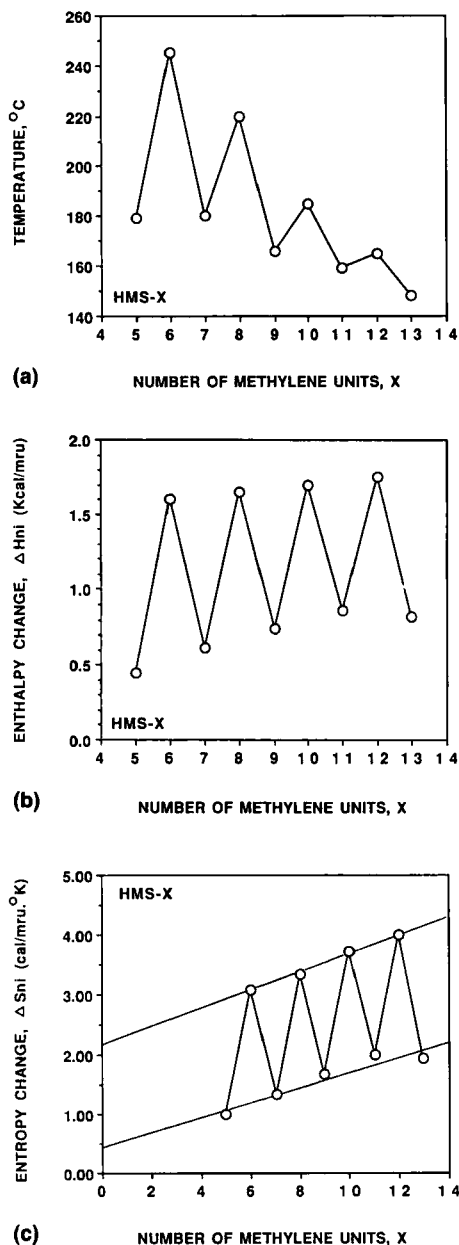 260
240
220
200
180
160
140
TEMPERATURE, °C
HMS-X
4 5 6 7 8 9 10 11 12 13 14
(a)
NUMBER OF METHYLENE UNITS, X
2.0
1.5
1.0
0.5
0.0
ENTHALPY CHANGE, △Hni (Kcal/mru)
HMS-X
4 5 6 7 8 9 10 11 12 13 14
(b)
NUMBER OF METHYLENE UNITS, X
5.00
4.00
3.00
2.00
1.00
0.00
ENTROPY CHANGE, △Sni (cal/mru.°K)
HMS-X
0 2 4 6 8 10 12 14
(c)
NUMBER OF METHYLENE UNITS, X